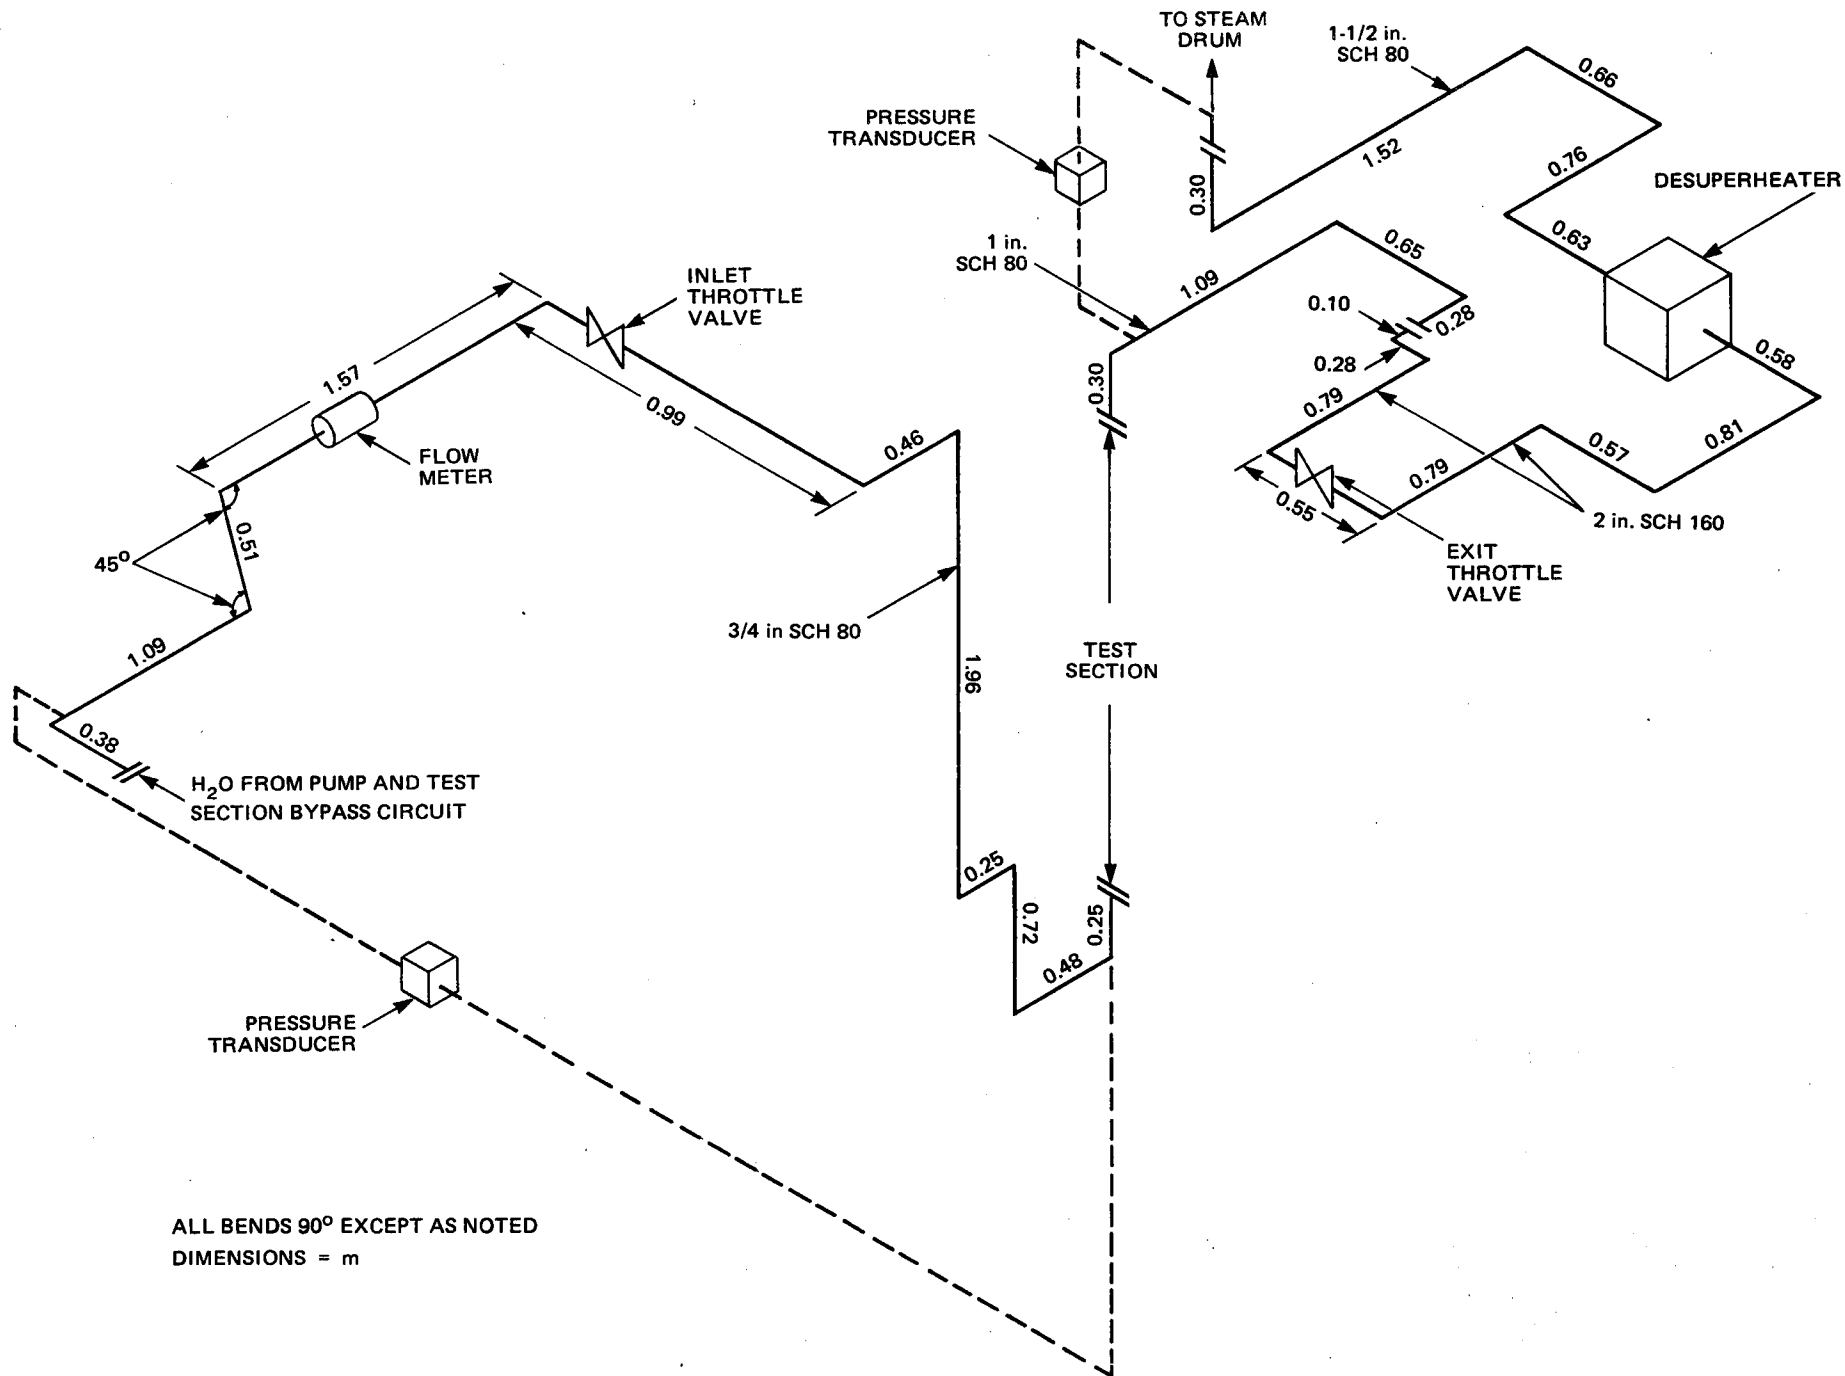 TO STEAM
DRUM
1-1/2 in.
SCH 80
0.66
PRESSURE
TRANSDUCER
1.52
0.76
DESUPERHEATER
0.30
0.63
1 in.
SCH 80
0.65
1.09
INLET
THROTTLE
VALVE
0.10
0.28
0.58
0.28
1.57
0.30
0.79
0.99
0.46
0.57
0.81
FLOW
METER
0.79
0.55
2 in. SCH 160
0.51
45º
EXIT
THROTTLE
VALVE
3/4 in SCH 80
1.09
TEST
SECTION
1.96
0.38
H₂O FROM PUMP AND TEST
SECTION BYPASS CIRCUIT
0.25
0.72
0.25
0.48
PRESSURE
TRANSDUCER
ALL BENDS 90º EXCEPT AS NOTED
DIMENSIONS = m